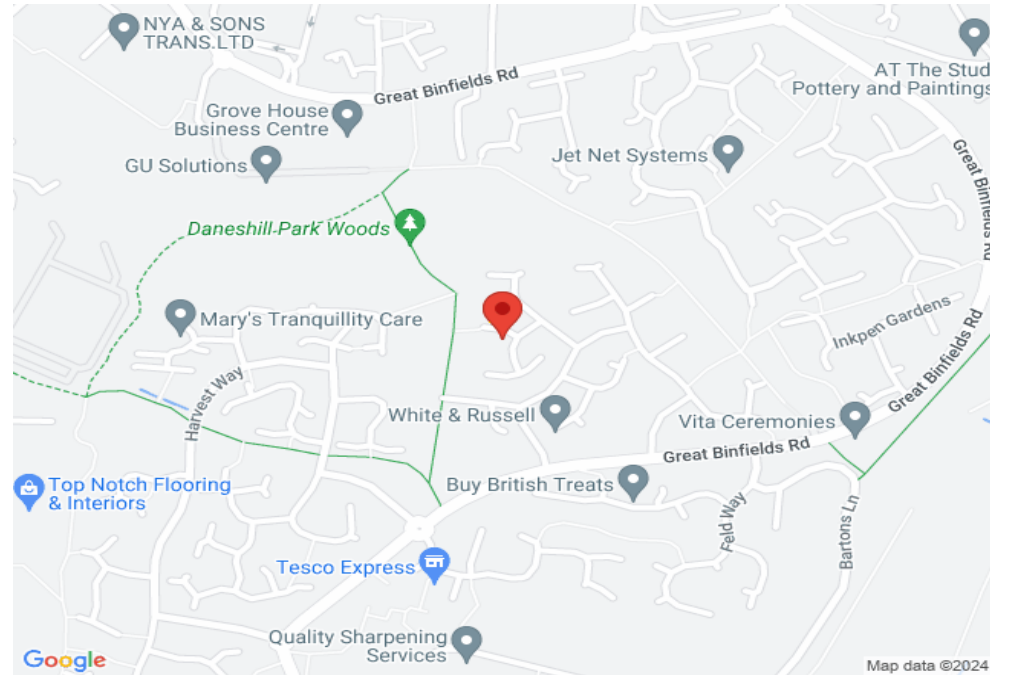 NYA & SONS
TRANS.LTD
Great Binfields Rd
AT The Stud
Pottery and Paintings
Grove House
Business Centre
GU Solutions
Jet Net Systems
Great Binfields Rd
Daneshill-Park Woods
Mary's Tranquillity Care
Inkpen Gardens
Great Binfields Rd
Harvest Way
White & Russell
Vita Ceremonies
Great Binfields Rd
Top Notch Flooring
& Interiors
Buy British Treats
Feld Way
Bartons Ln
Tesco Express
Quality Sharpening
Services
Google
Map data ©2024